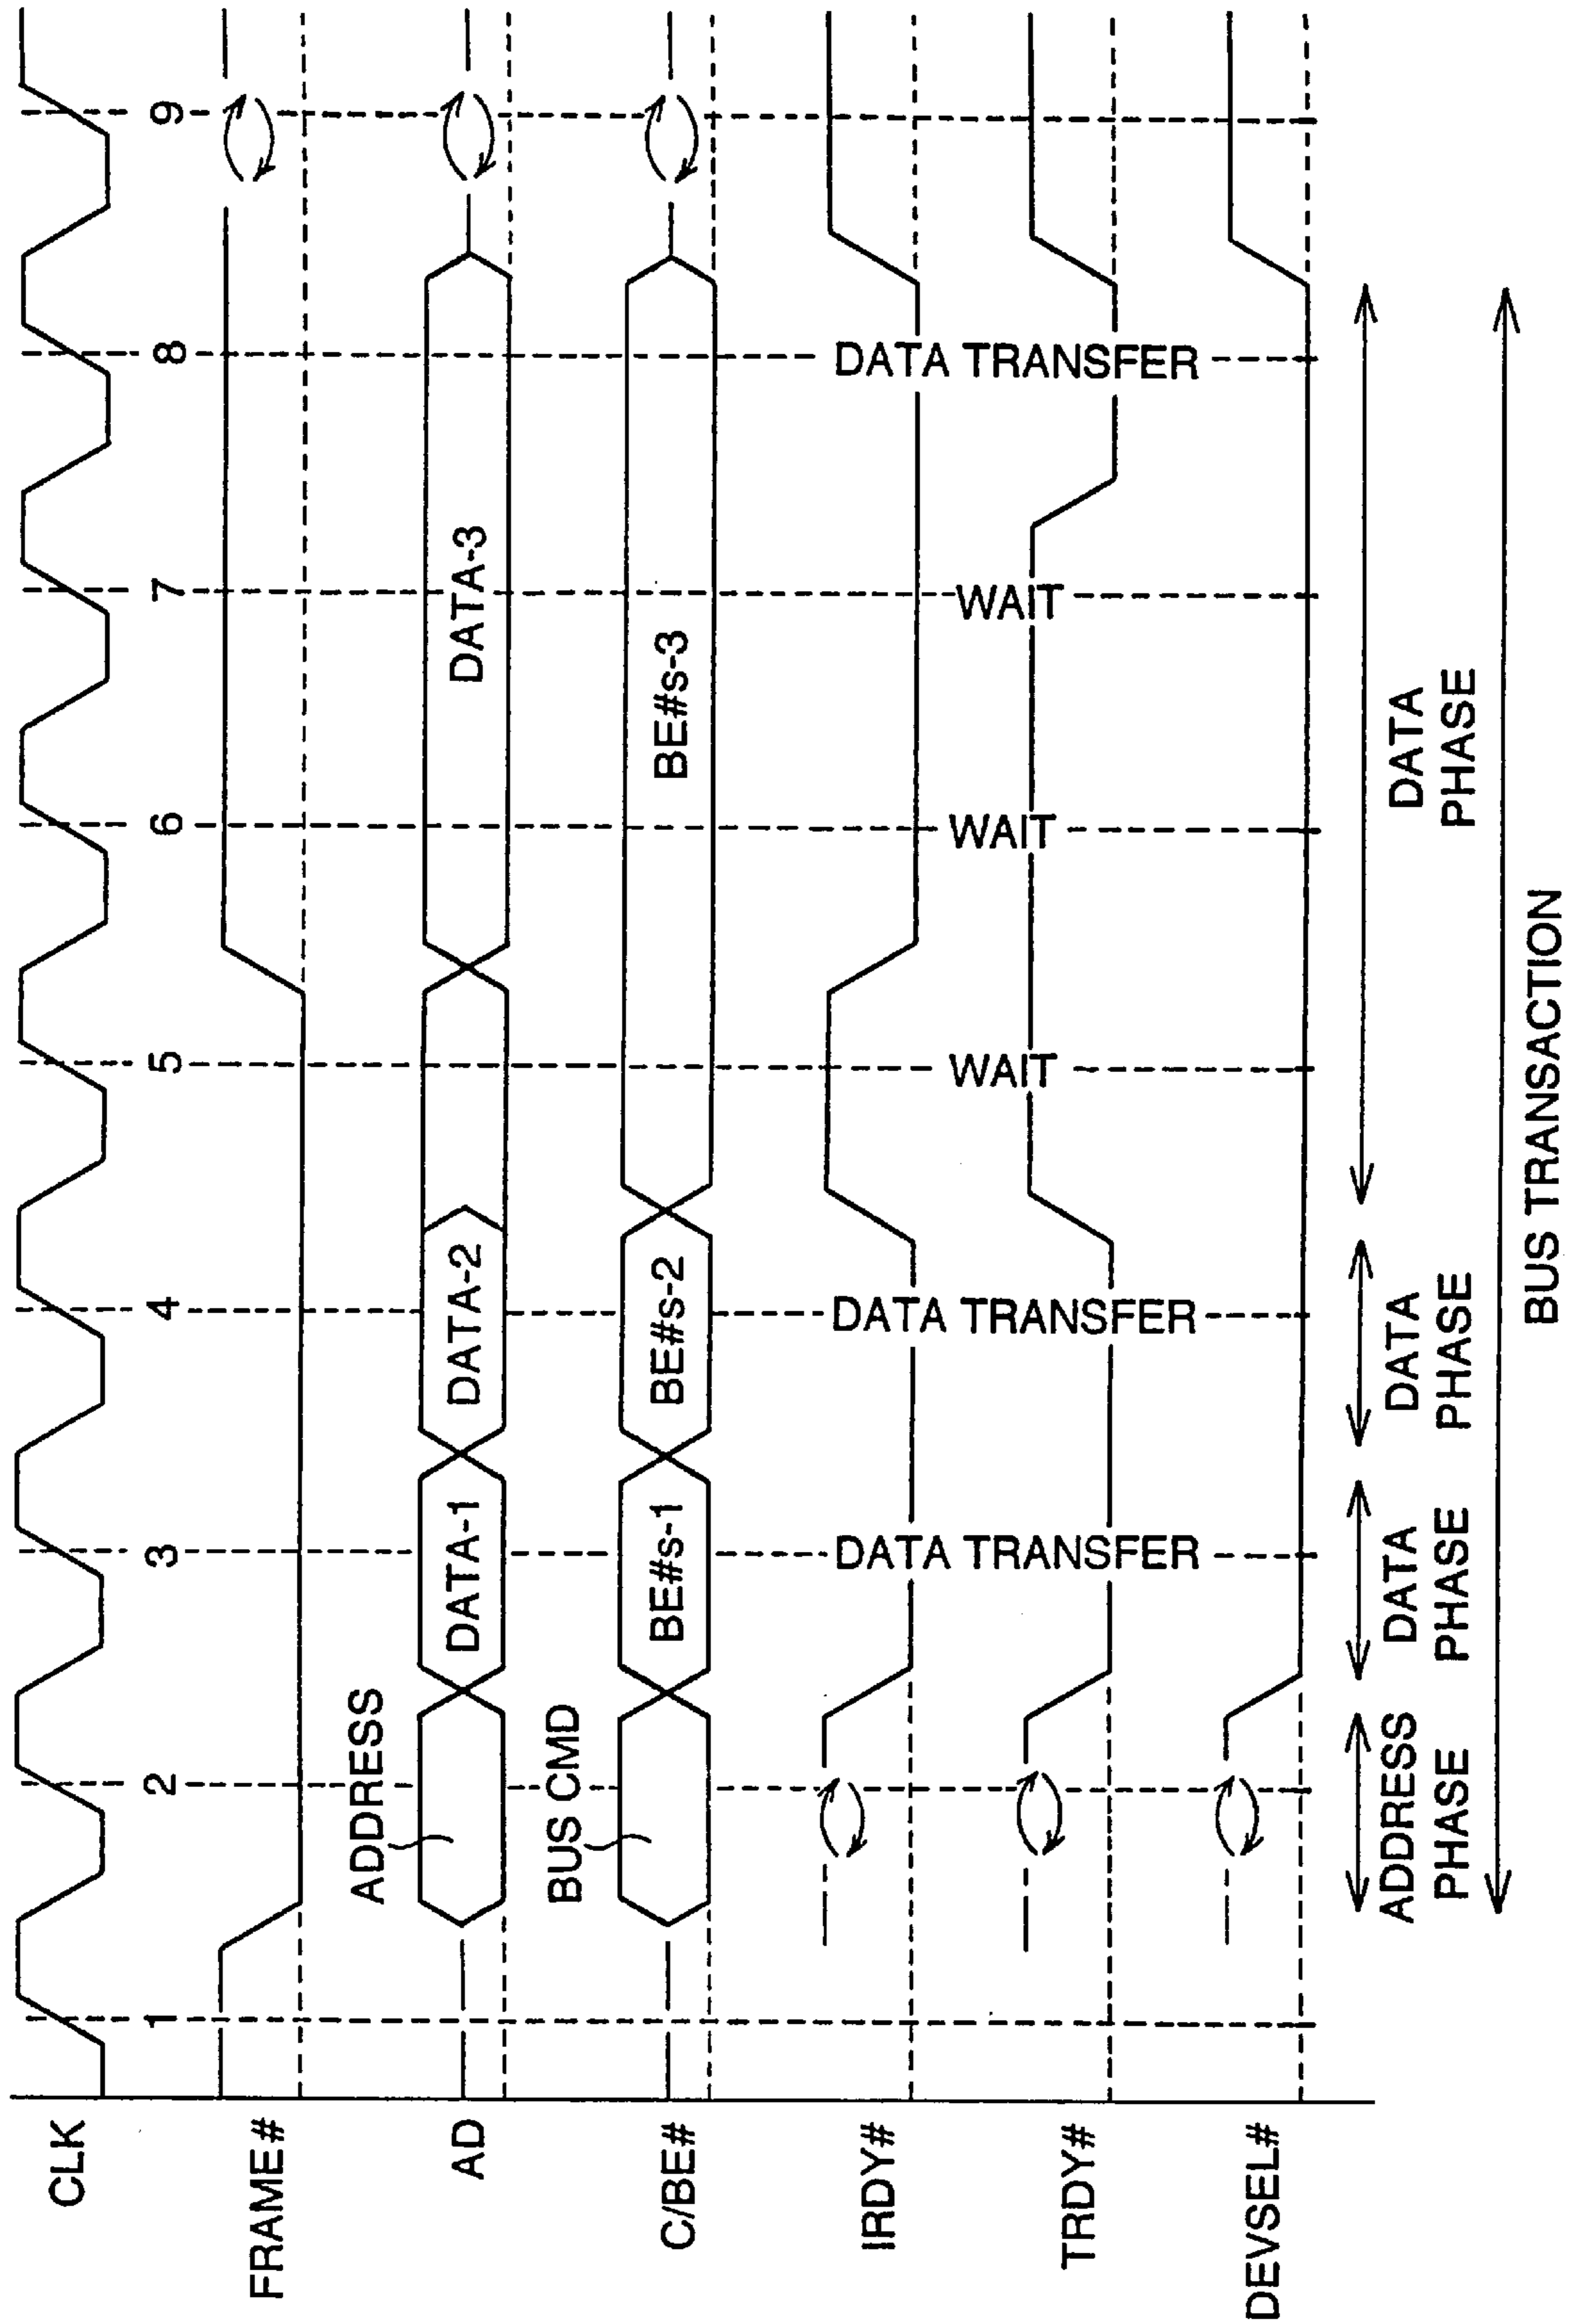 CLK
1
2
3
4
5
6
7
8
9
FRAME#
ADDRESS
AD
DATA-1
DATA-2
DATA-3
BUS CMD
C/BE#
BE#s-1
BE#s-2
BE#s-3
IRDY#
DATA TRANSFER
DATA TRANSFER
WAIT
WAIT
WAIT
DATA TRANSFER
TRDY#
DEVSEL#
ADDRESS
PHASE
DATA
PHASE
DATA
PHASE
DATA
PHASE
BUS TRANSACTION